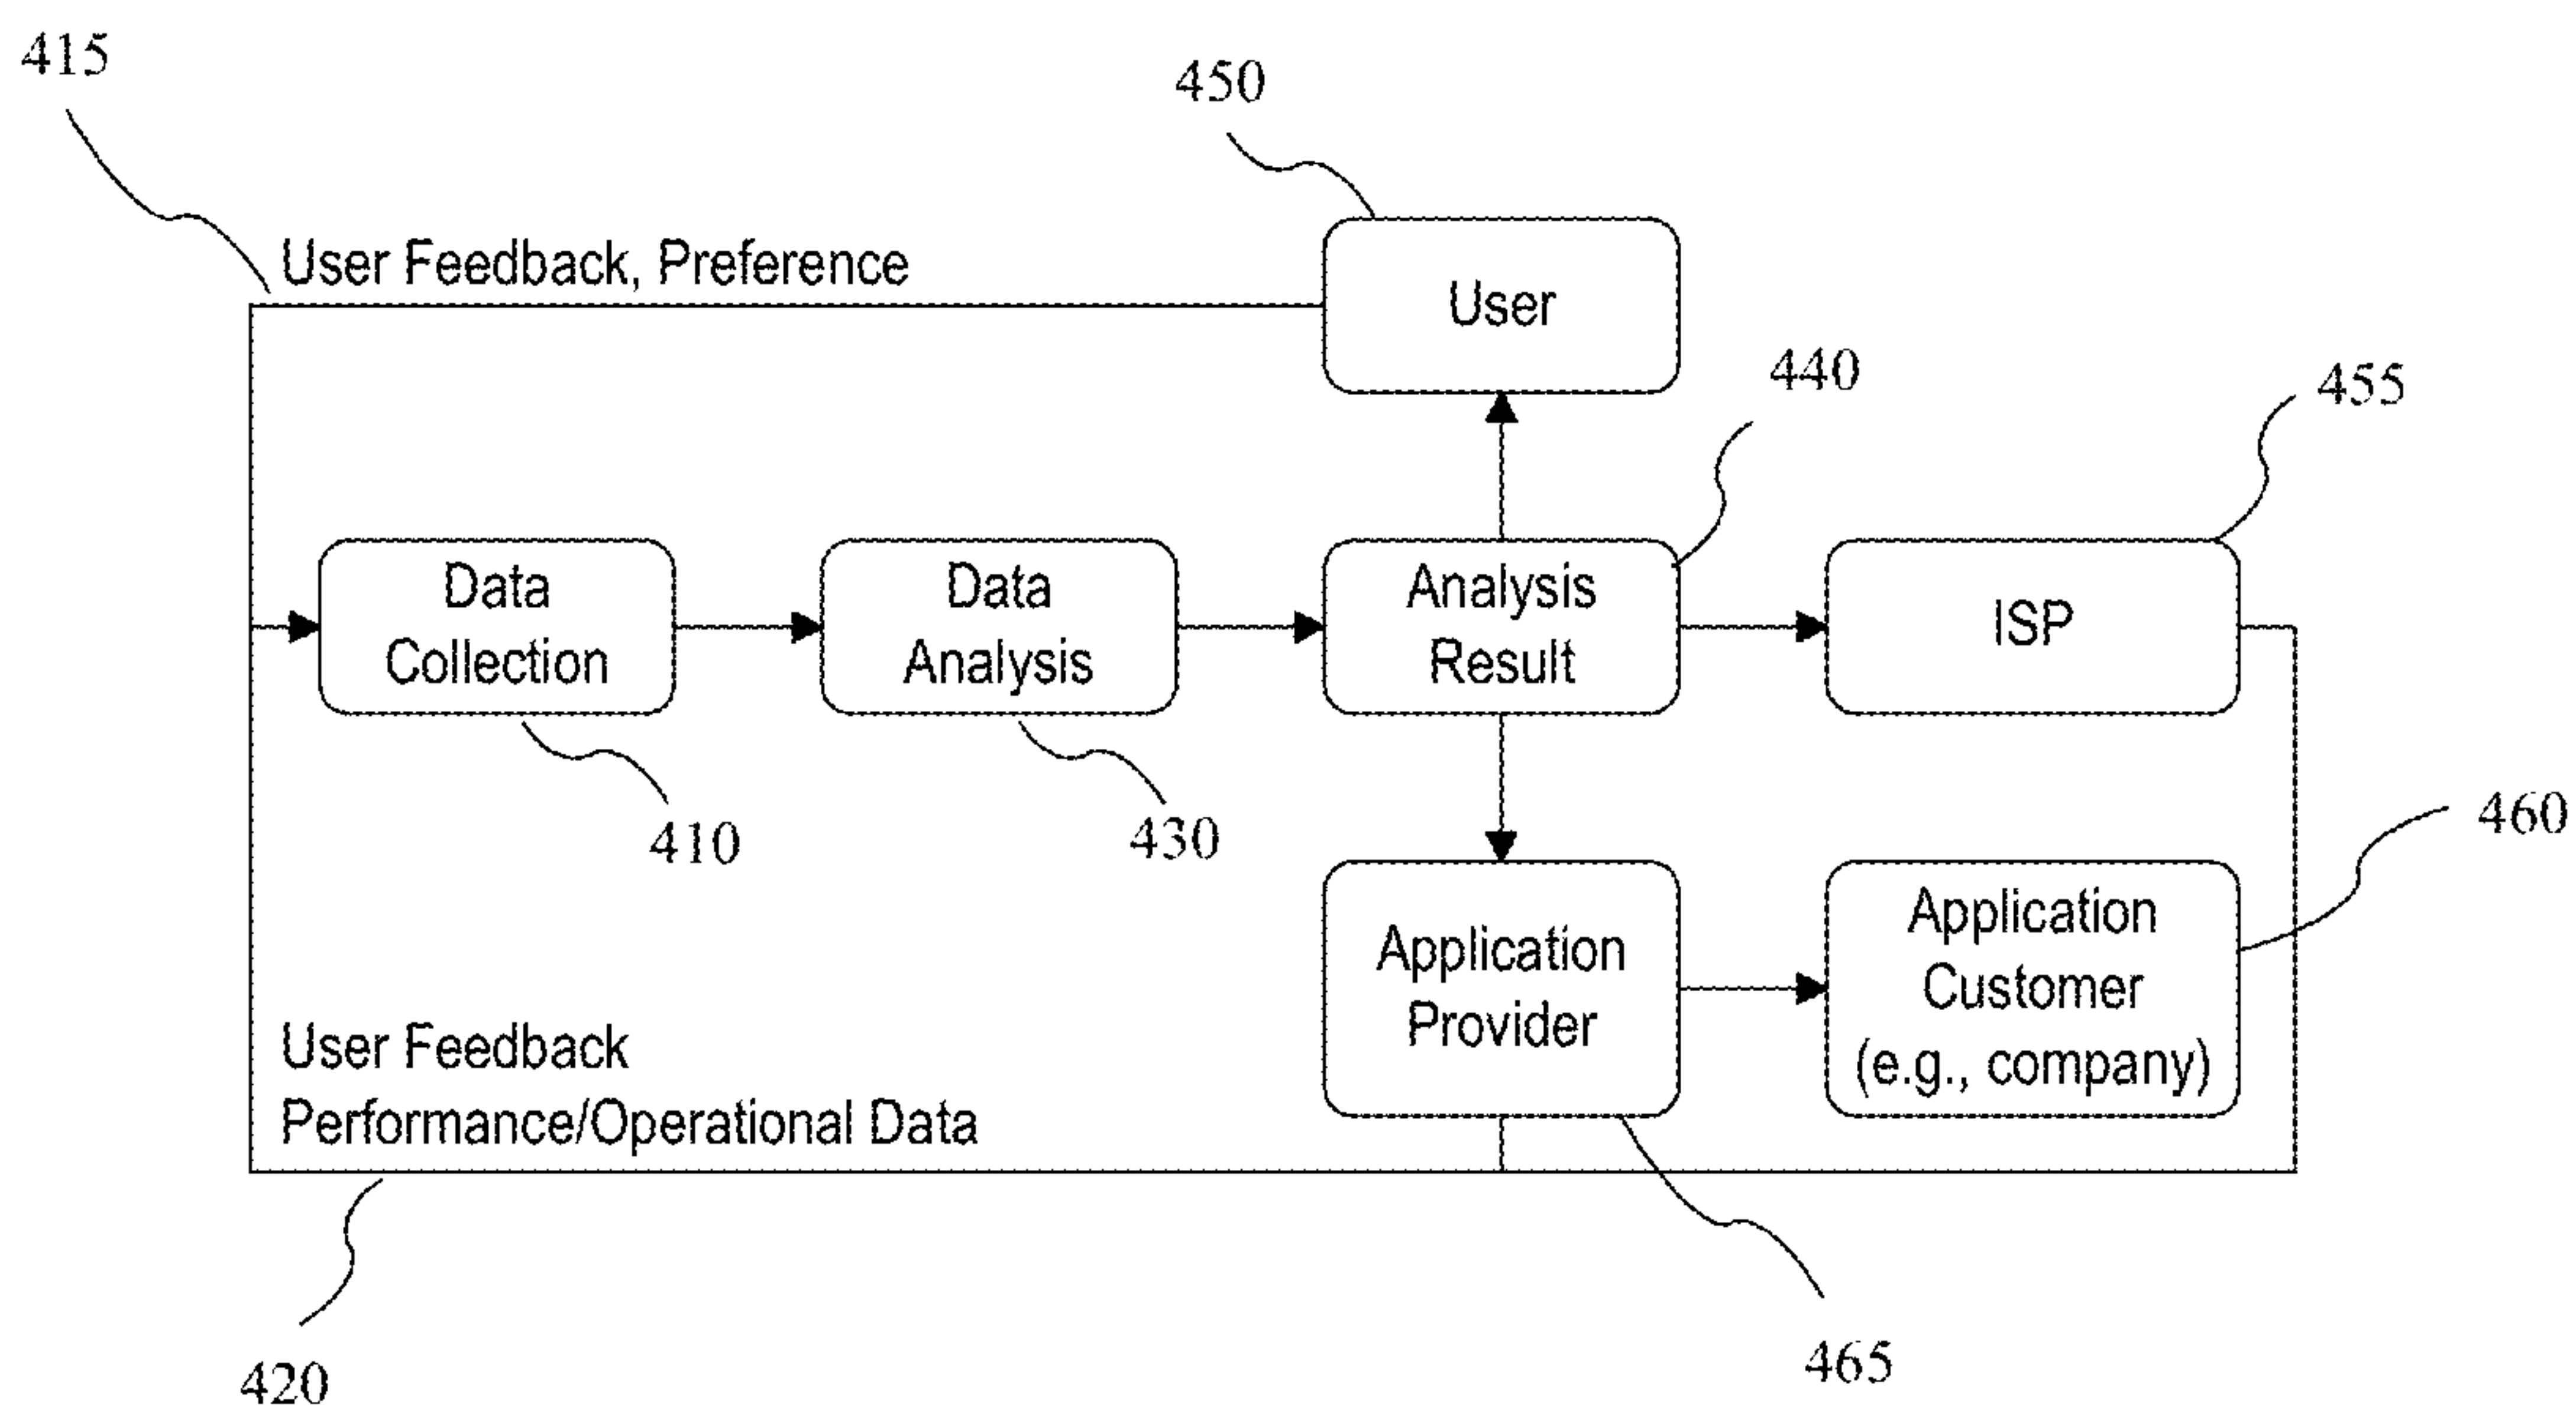 415
450
User Feedback, Preference
User
440
455
Data
Collection
Data
Analysis
Analysis
Result
ISP
410
430
460
Application
Provider
Application
Customer
(e.g., company)
User Feedback
Performance/Operational Data
420
465